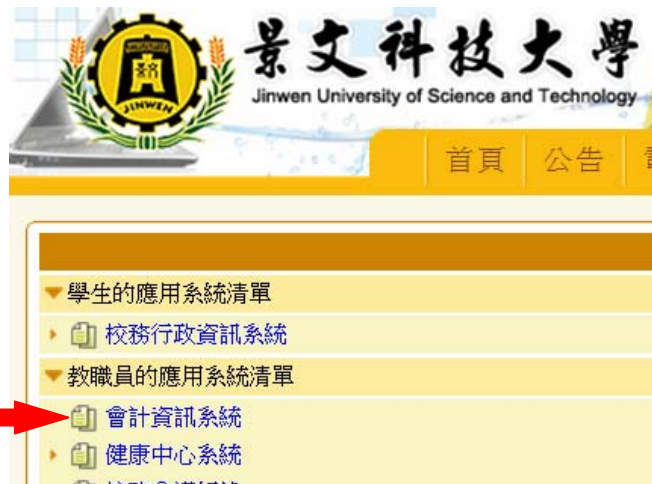 景文科技大學
Jinwen University of Science and Technology
景文
JINWEN
首頁
公告
學生的應用系統清單
校務行政資訊系統
教職員的應用系統清單
會計資訊系統
健康中心系統